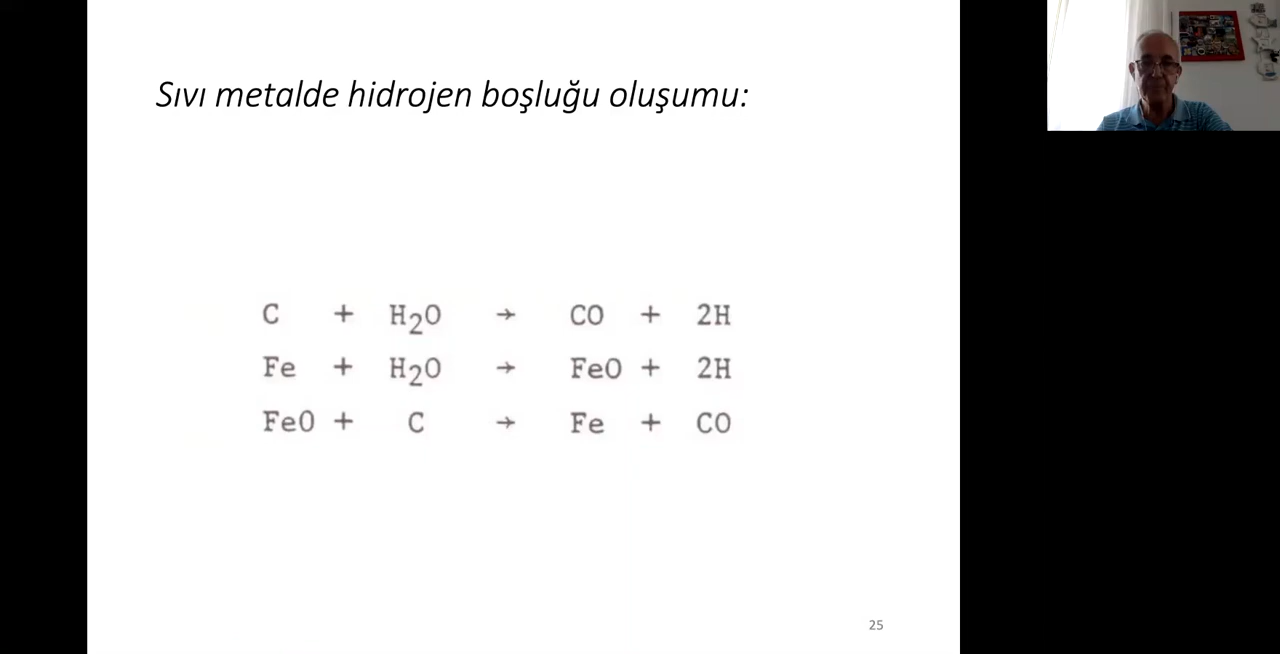 Sıvı metalde hidrojen boşluğu oluşumu:
C + H₂O → CO + 2H
Fe + H₂O → FeO + 2H
FeO + C → Fe + CO
25